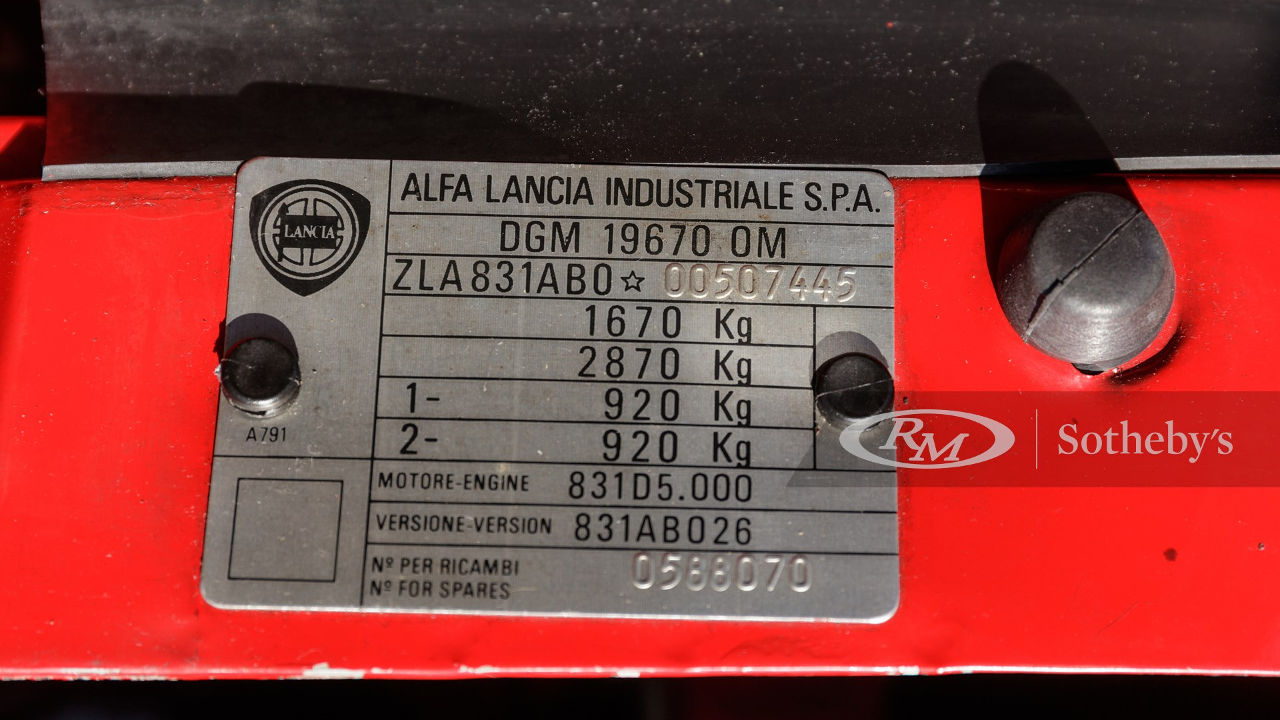 LANCIA
ALFA LANCIA INDUSTRIALE S.P.A.
DGM 19670 OM
ZLA831AB0☆ 00507445
1670 Kg
2870 Kg
1- 920 Kg
2- 920 Kg
A791
MOTORE-ENGINE 831D5.000
VERSIONE-VERSION 831AB026
Nº PER RICAMBI
Nº FOR SPARES 0588070
RM Sotheby's